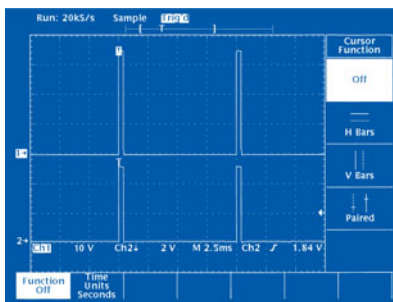 Run: 20kS/s Sample Trig'd
[ T ]
T
Cursor
Function
Off
H Bars
V Bars
Paired
1→
T
2→
Ch1 10 V Ch2↓ 2 V M 2.5ms Ch2 ƒ 1.84 V
Function
Off
Time
Units
Seconds